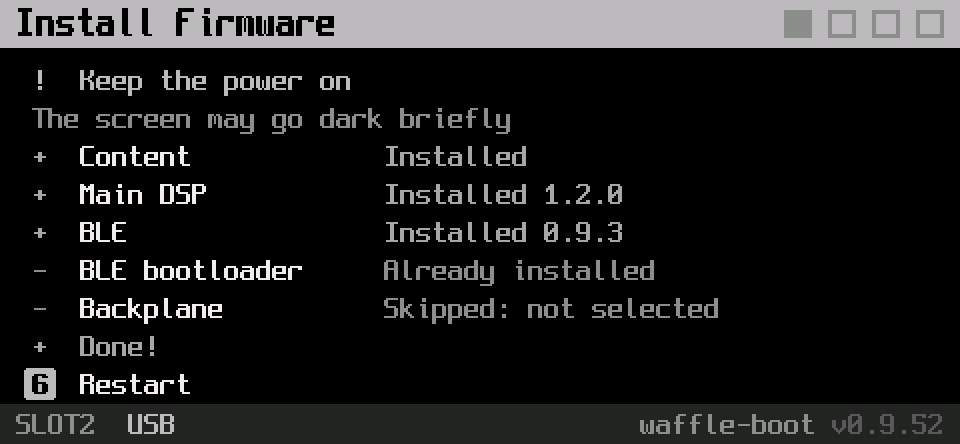 Install Firmware
! Keep the power on
The screen may go dark briefly
+ Content Installed
+ Main DSP Installed 1.2.0
+ BLE Installed 0.9.3
- BLE bootloader Already installed
- Backplane Skipped: not selected
+ Done!
6 Restart
SLOT2 USB waffle-boot v0.9.52